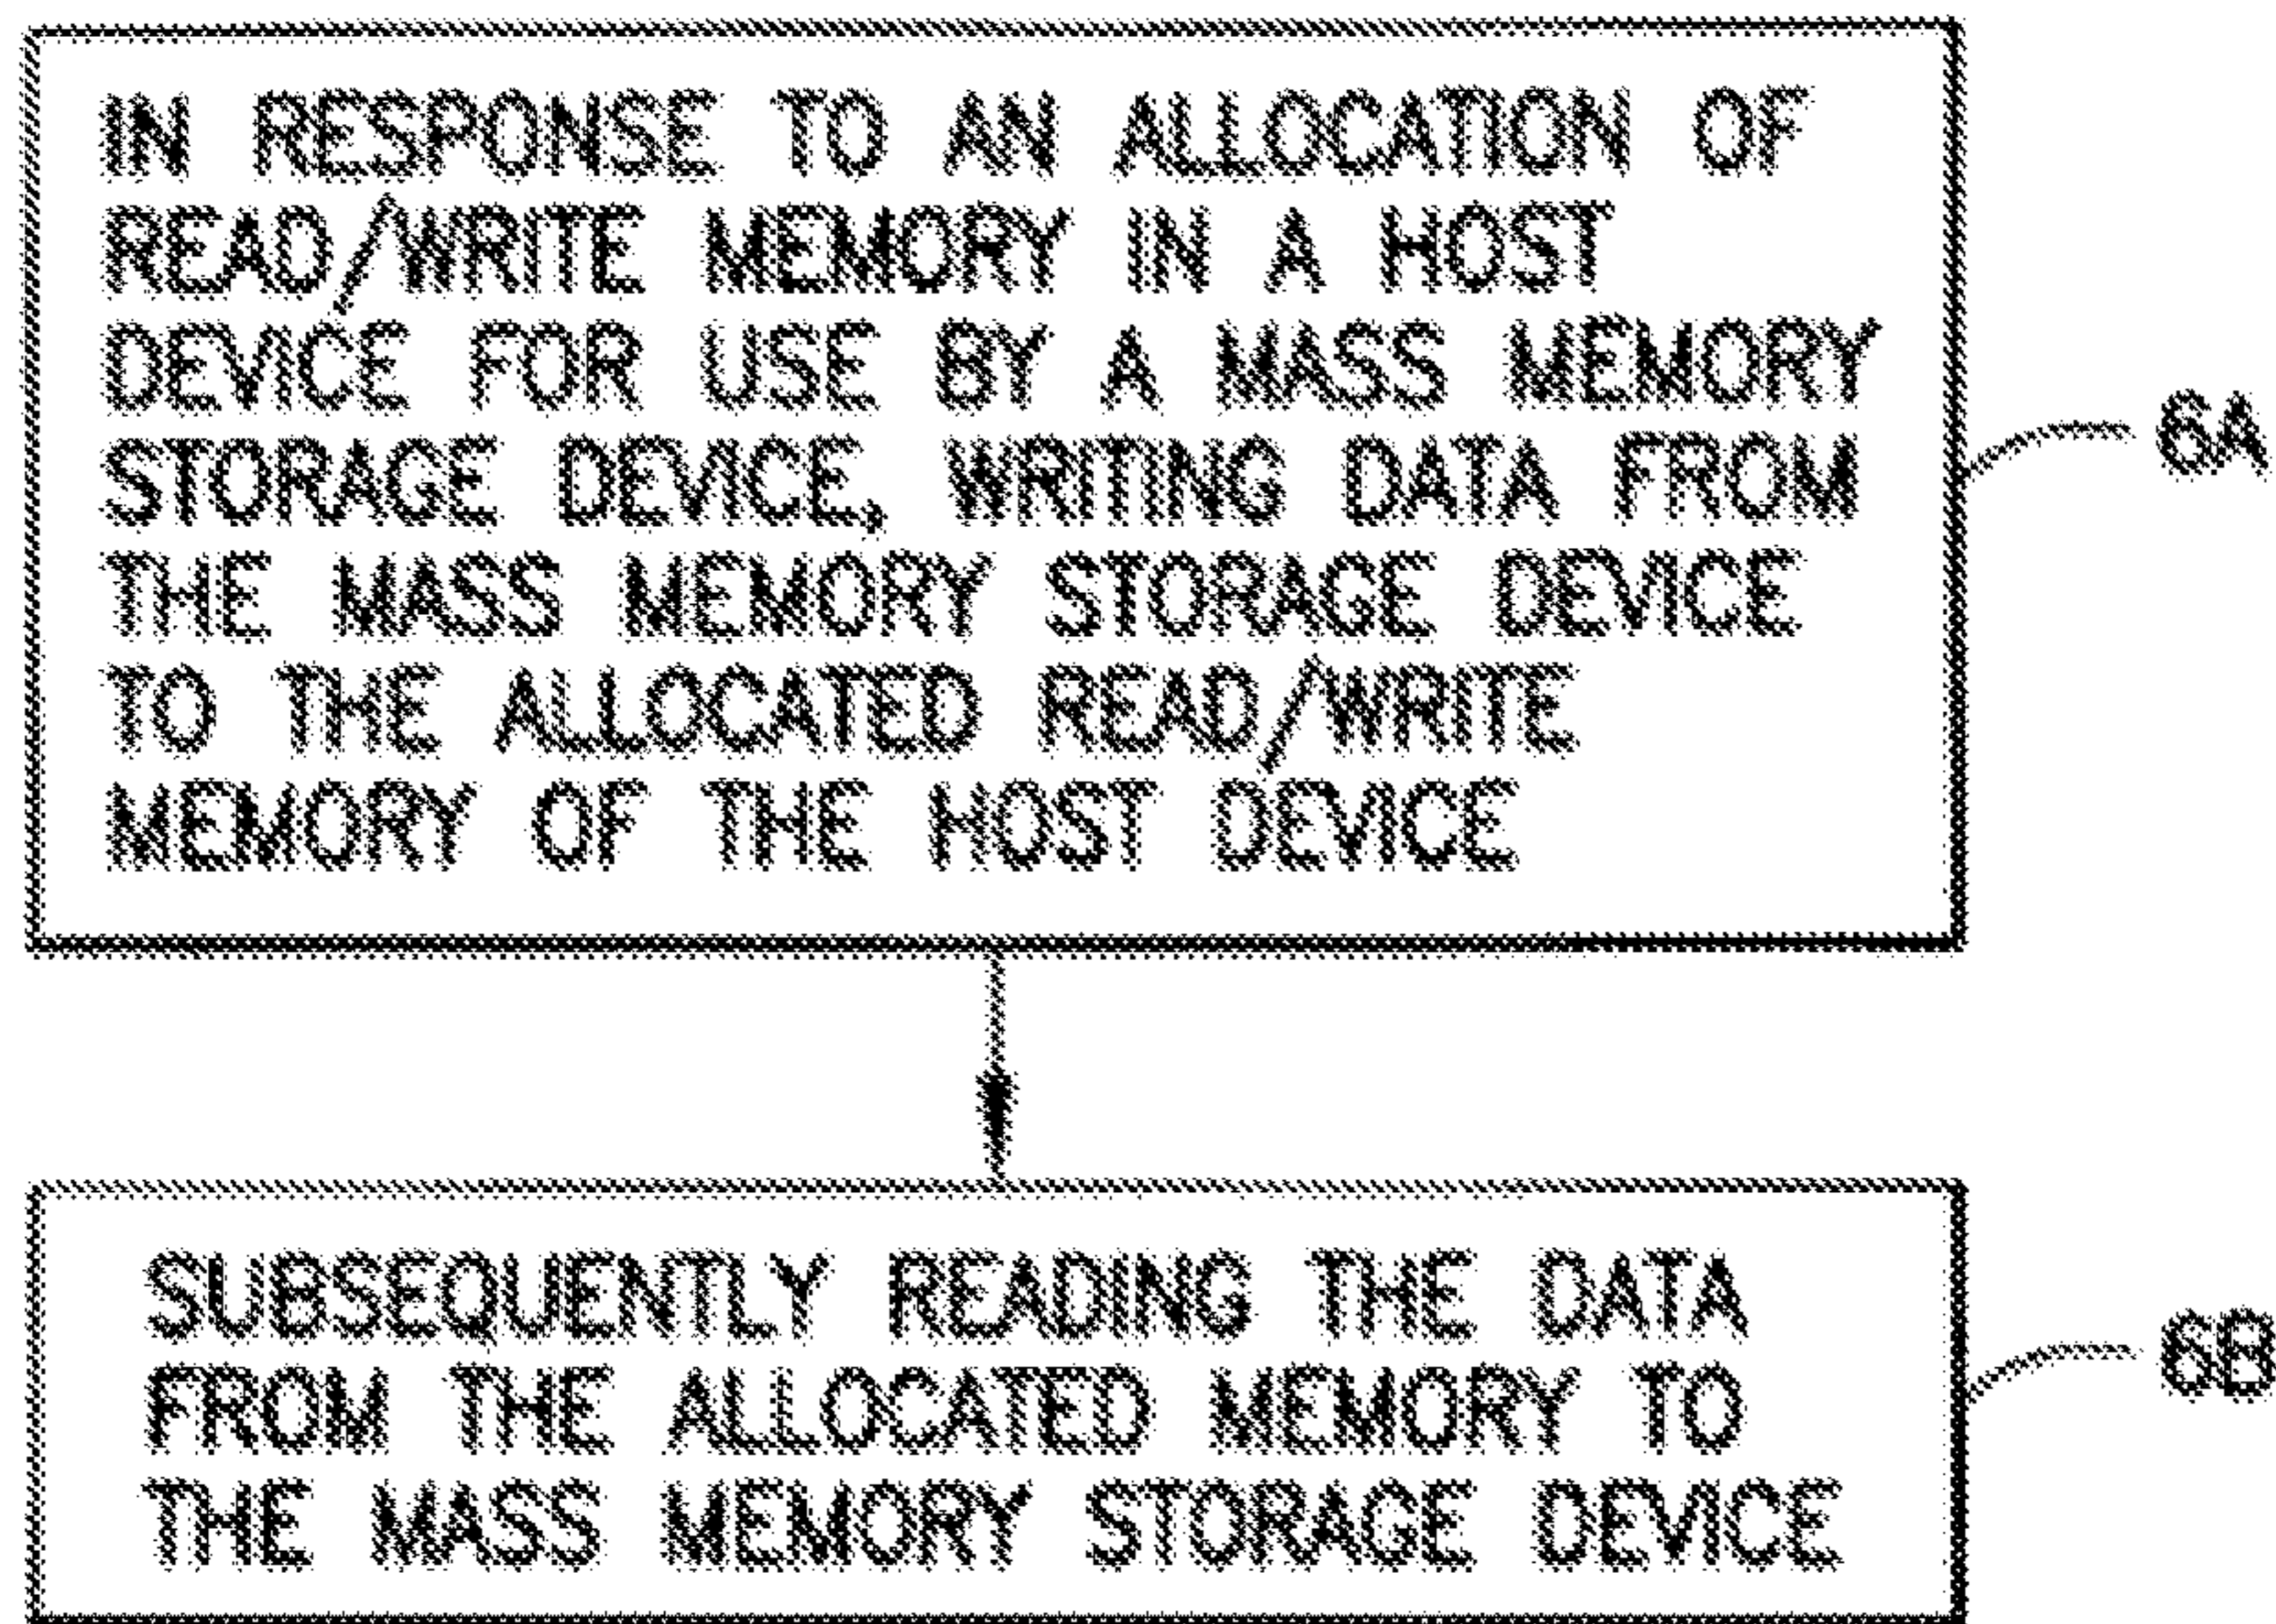 IN RESPONSE TO AN ALLOCATION OF
READ/WRITE MEMORY IN A HOST
DEVICE FOR USE BY A MASS MEMORY
STORAGE DEVICE, WRITING DATA FROM
THE MASS MEMORY STORAGE DEVICE
TO THE ALLOCATED READ/WRITE
MEMORY OF THE HOST DEVICE
6A
SUBSEQUENTLY READING THE DATA
FROM THE ALLOCATED MEMORY TO
THE MASS MEMORY STORAGE DEVICE
6B